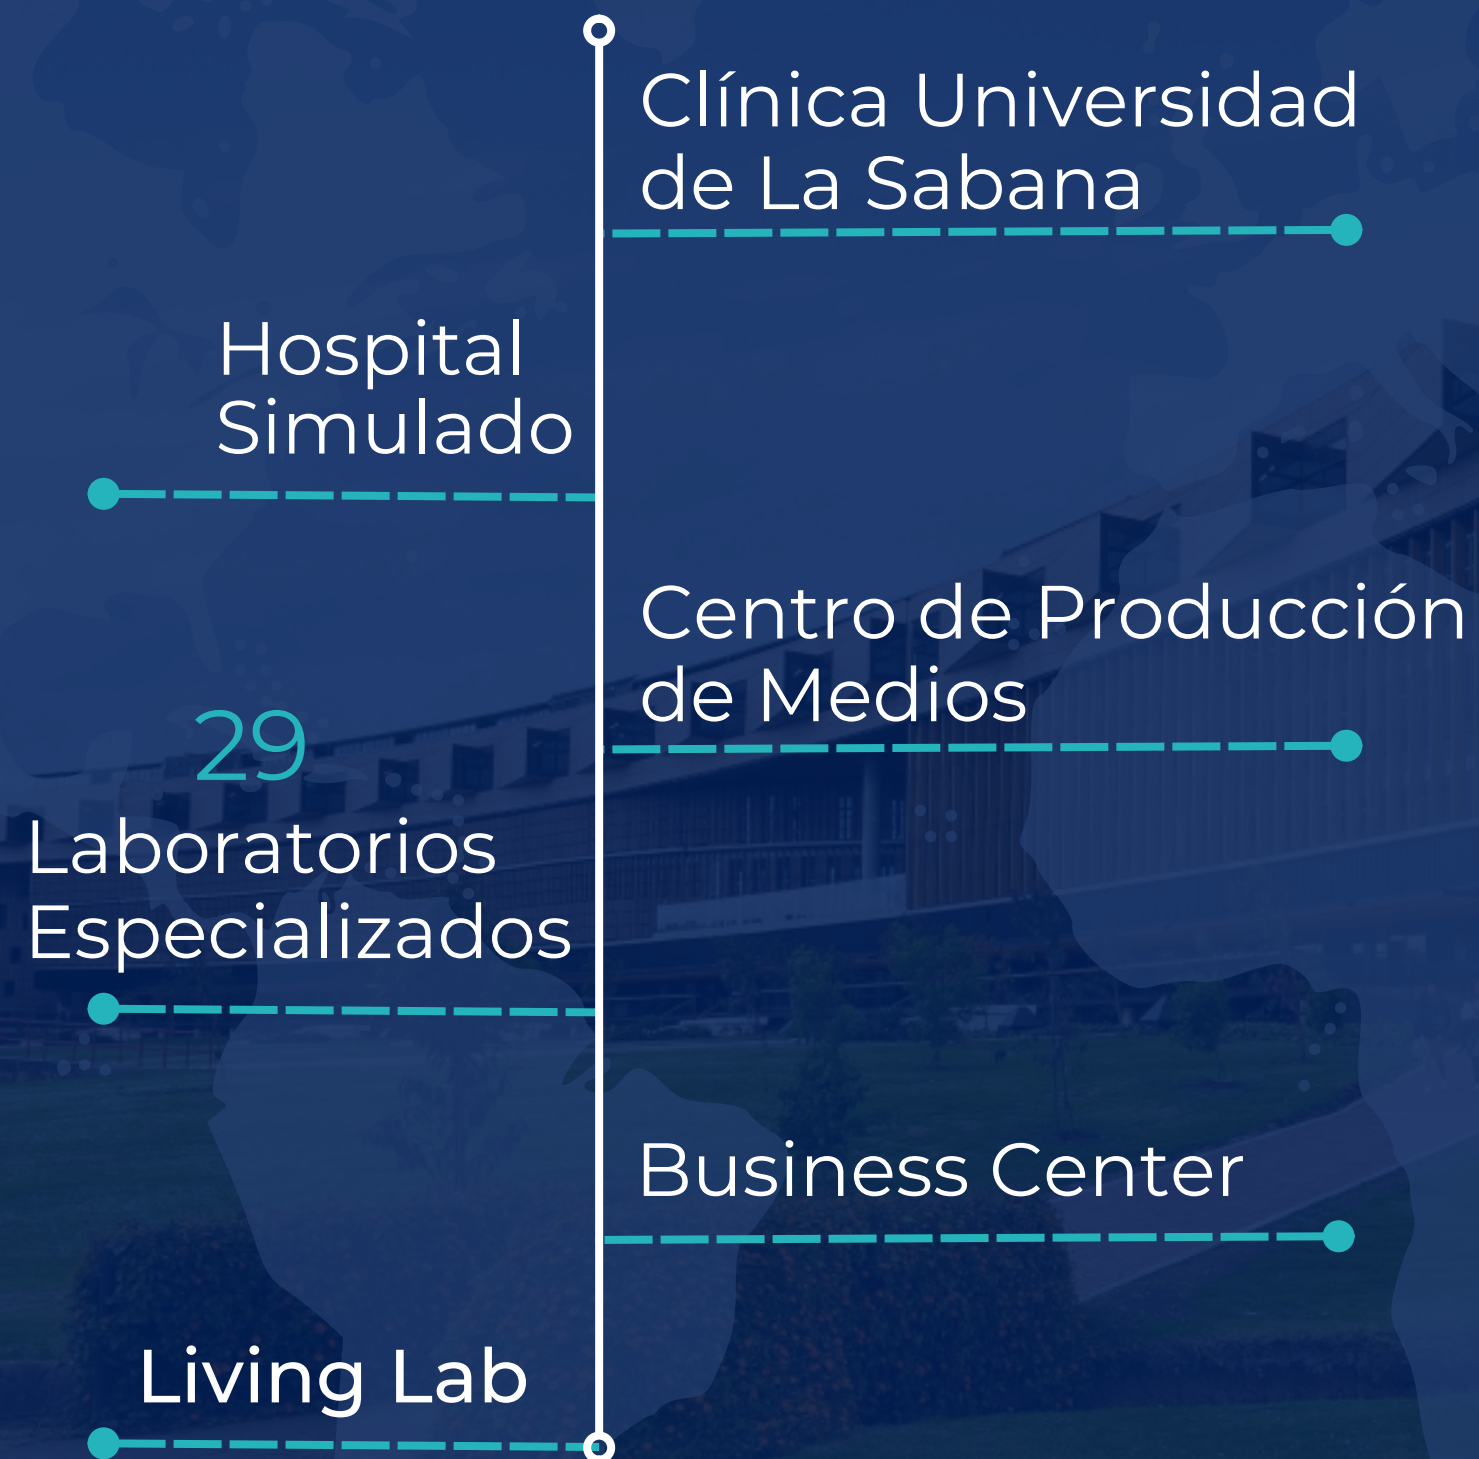 Clínica Universidad
de La Sabana
Hospital
Simulado
Centro de Producción
de Medios
29
Laboratorios
Especializados
Business Center
Living Lab